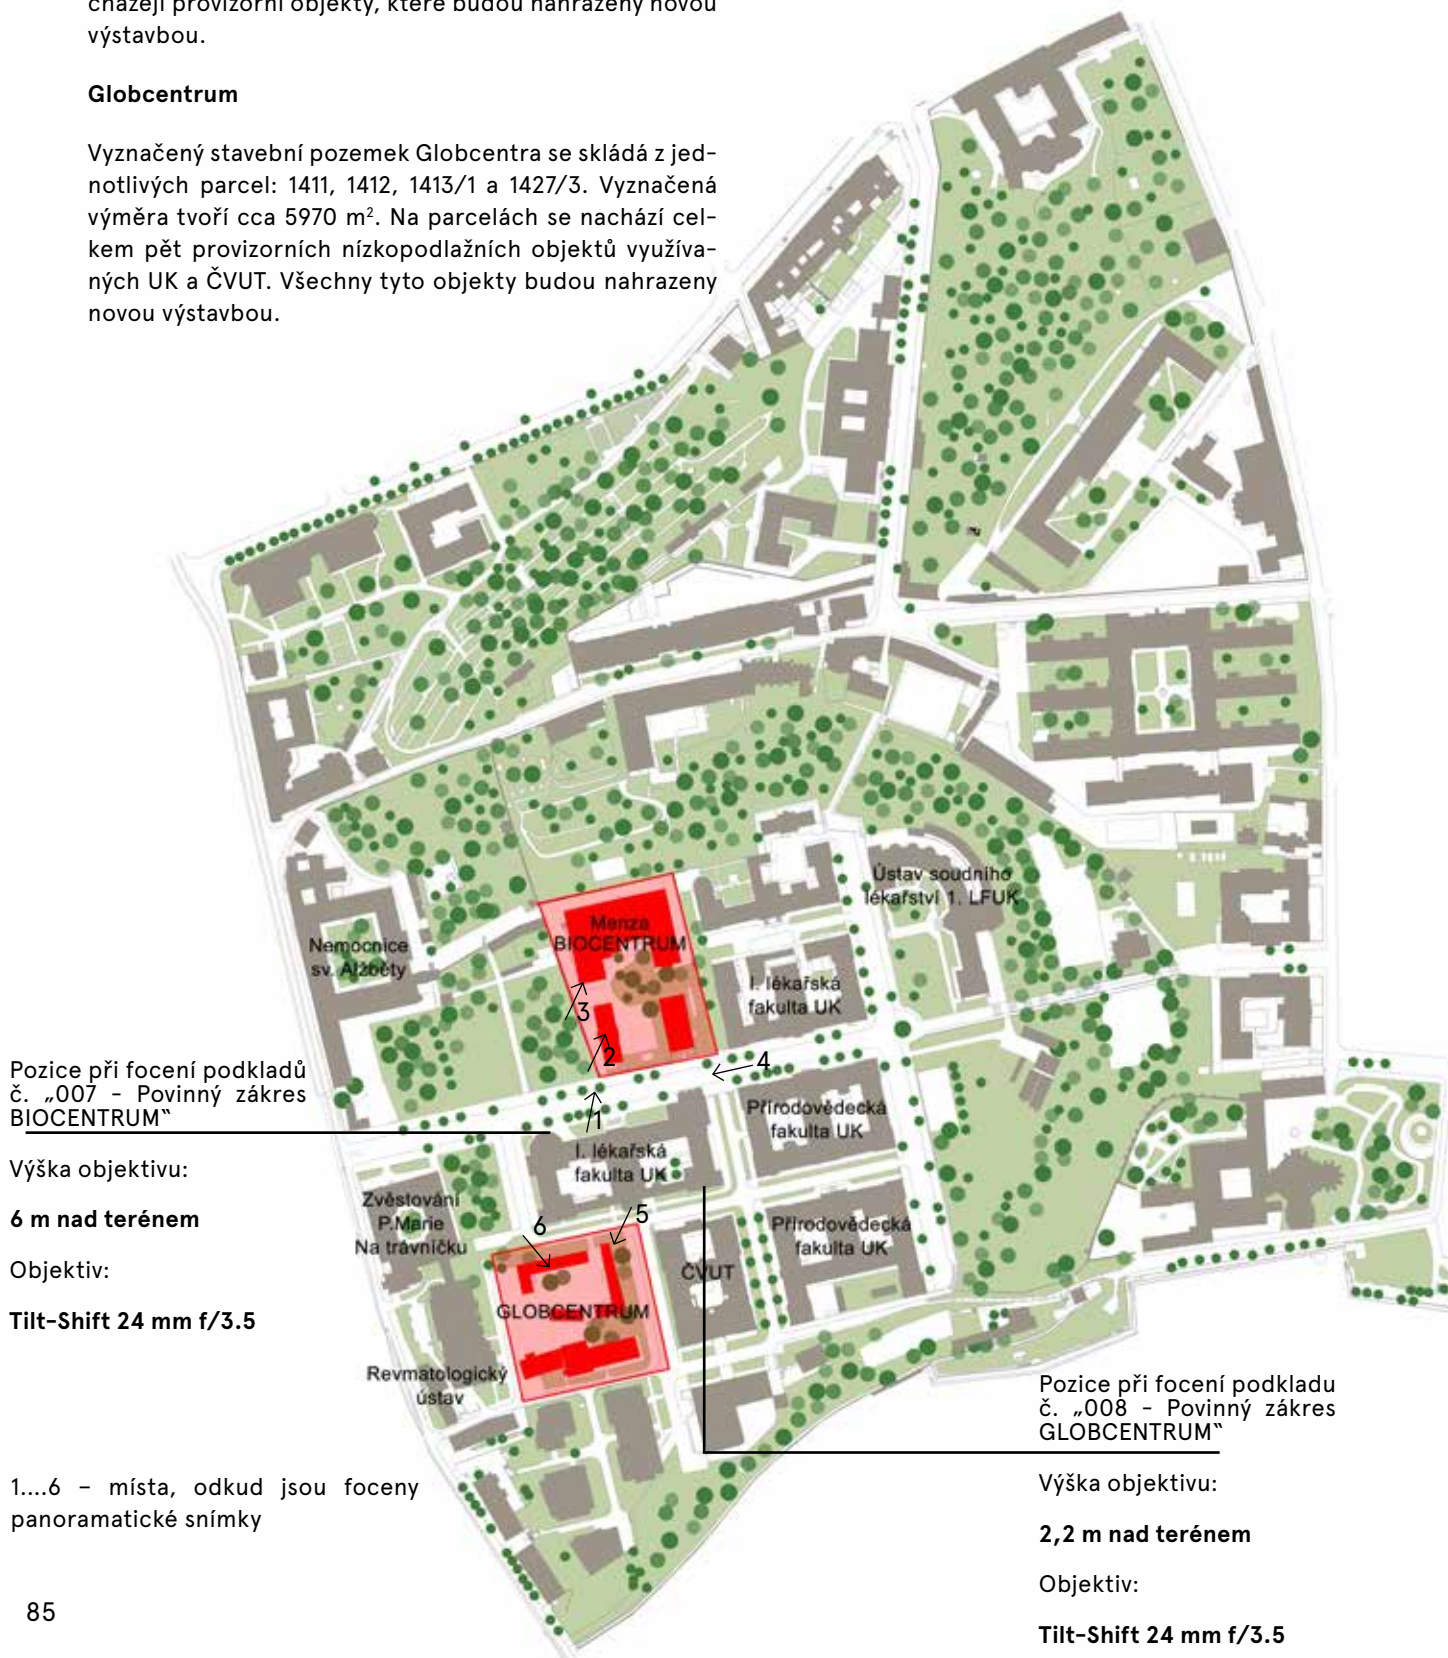 cházejí provizorní objekty, které budou nahrazeny novou
výstavbou.
Globcentrum
Vyznačený stavební pozemek Globcentra se skládá z jed-
notlivých parcel: 1411, 1412, 1413/1 a 1427/3. Vyznačená
výměra tvoří cca 5970 m². Na parcelách se nachází cel-
kem pět provizorních nízkopodlažních objektů využíva-
ných UK a ČVUT. Všechny tyto objekty budou nahrazeny
novou výstavbou.
Ústav soudního
lékařství 1. LFUK
Menza
BIOCENTRUM
Nemocnice
sv. Alžběty
I. lékařská
fakulta UK
3
2
4
1
Pozice při focení podkladů
č. „007 - Povinný zákres
BIOCENTRUM“
Výška objektivu:
6 m nad terénem
Objektiv:
Tilt-Shift 24 mm f/3.5
Přírodovědecká
fakulta UK
I. lékařská
fakulta UK
Zvěstování
P.Marie
Na trávníčku
6
5
Přírodovědecká
fakulta UK
ČVUT
GLOBCENTRUM
Revmatologický
ústav
Pozice při focení podkladu
č. „008 - Povinný zákres
GLOBCENTRUM“
Výška objektivu:
2,2 m nad terénem
Objektiv:
Tilt-Shift 24 mm f/3.5
1....6 – místa, odkud jsou foceny
panoramatické snímky
85